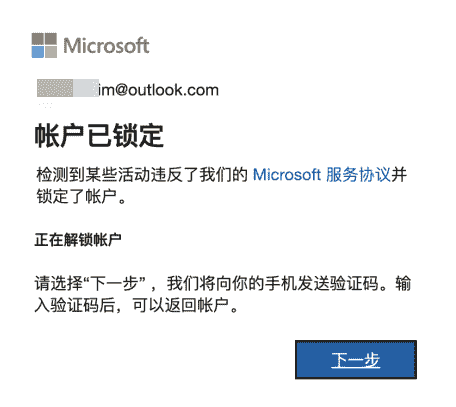 Microsoft
im@outlook.com
帐户已锁定
检测到某些活动违反了我们的 Microsoft 服务协议并
锁定了帐户。
正在解锁帐户
请选择“下一步”，我们将向你的手机发送验证码。输
入验证码后，可以返回帐户。
下一步